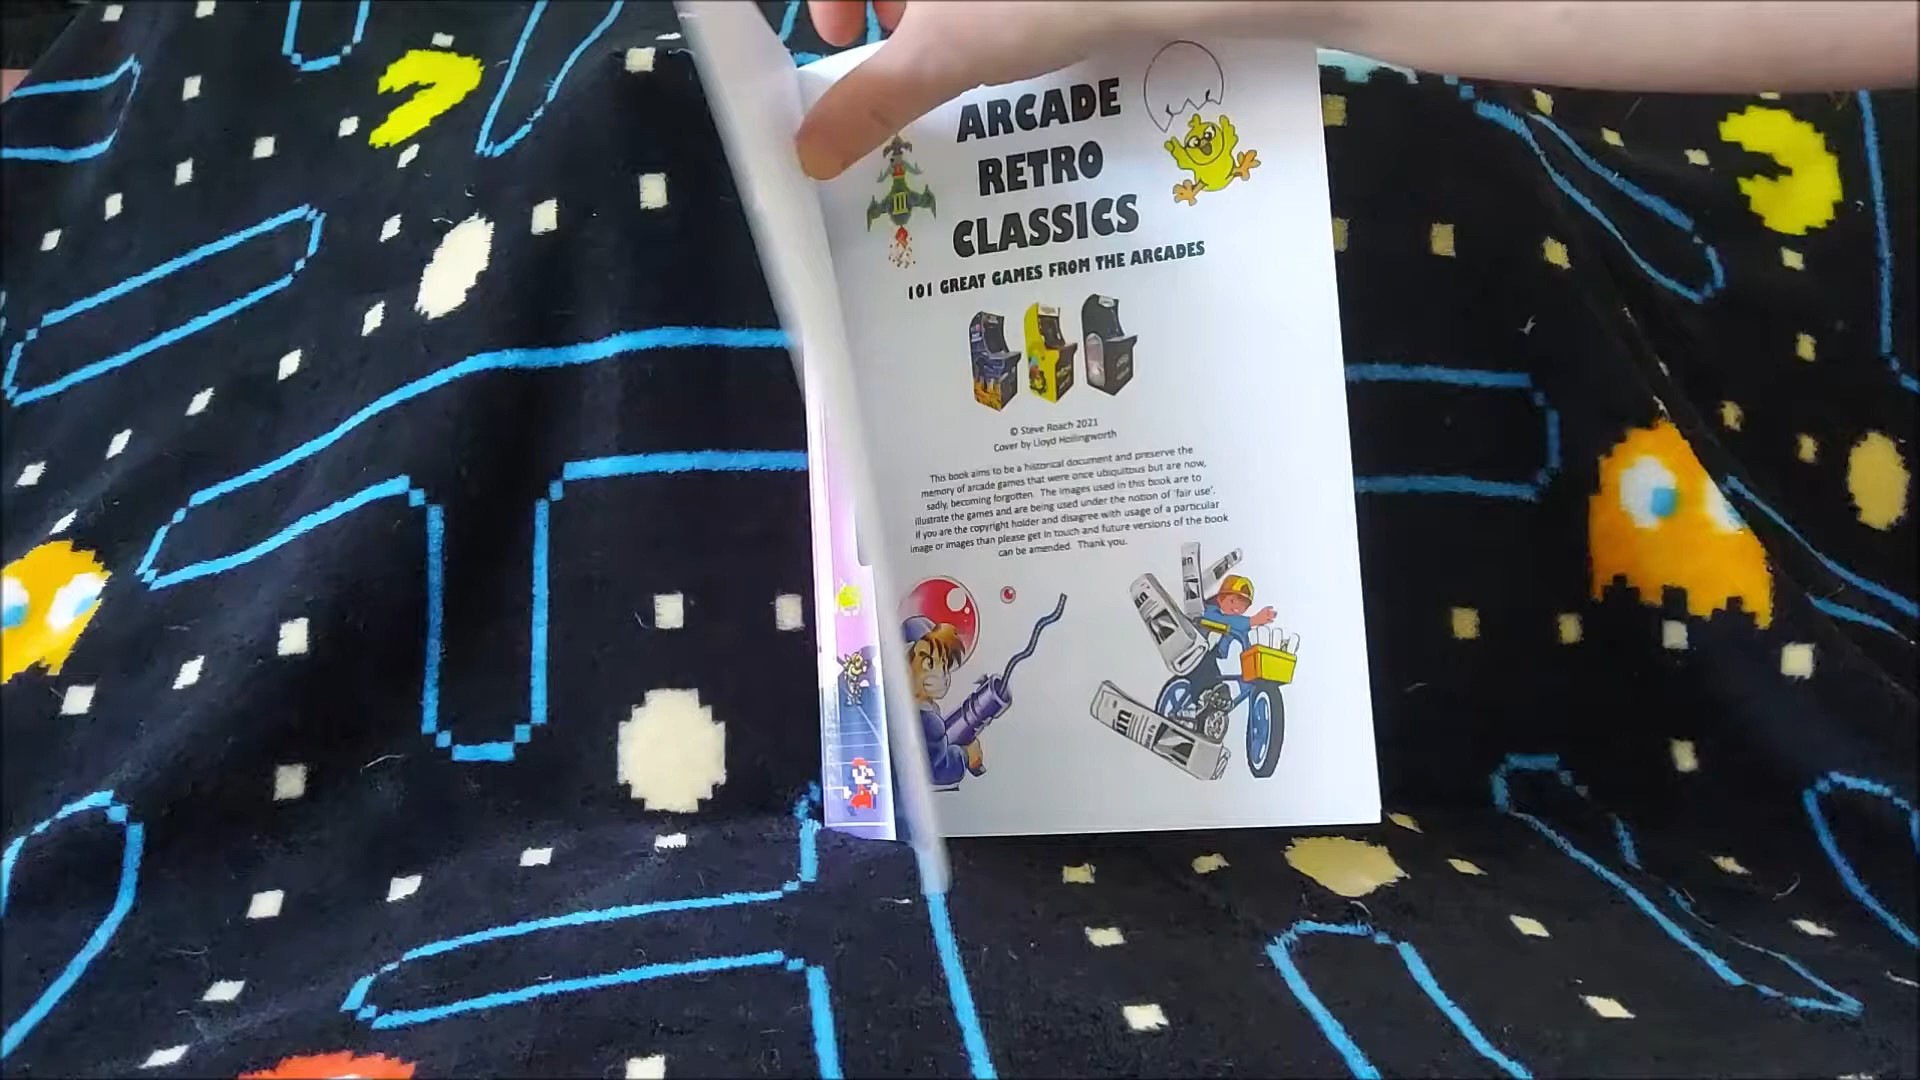 ARCADE
RETRO
CLASSICS
101 GREAT GAMES FROM THE ARCADES
© Steve Roach 2021
Cover by Lloyd Hollingworth
This book aims to be a historical document and preserve the
memory of arcade games that were once ubiquitous but are now,
sadly, becoming forgotten. The images used in this book are to
illustrate the games and are being used under the notion of 'fair use'.
If you are the copyright holder and disagree with usage of a particular
image or images than please get in touch and future versions of the book
can be amended. Thank you.